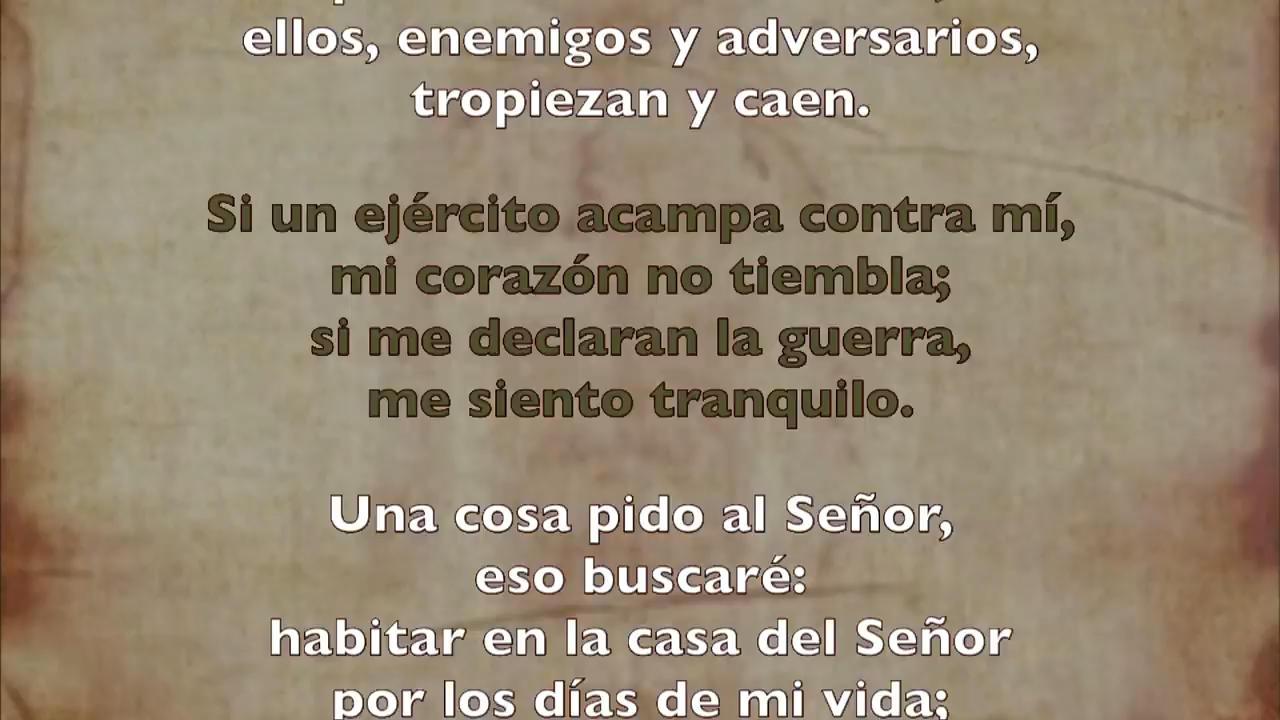 ellos, enemigos y adversarios,
tropiezan y caen.
Si un ejército acampa contra mí,
mi corazón no tiembla;
si me declaran la guerra,
me siento tranquilo.
Una cosa pido al Señor,
eso buscaré:
habitar en la casa del Señor
por los días de mi vida;